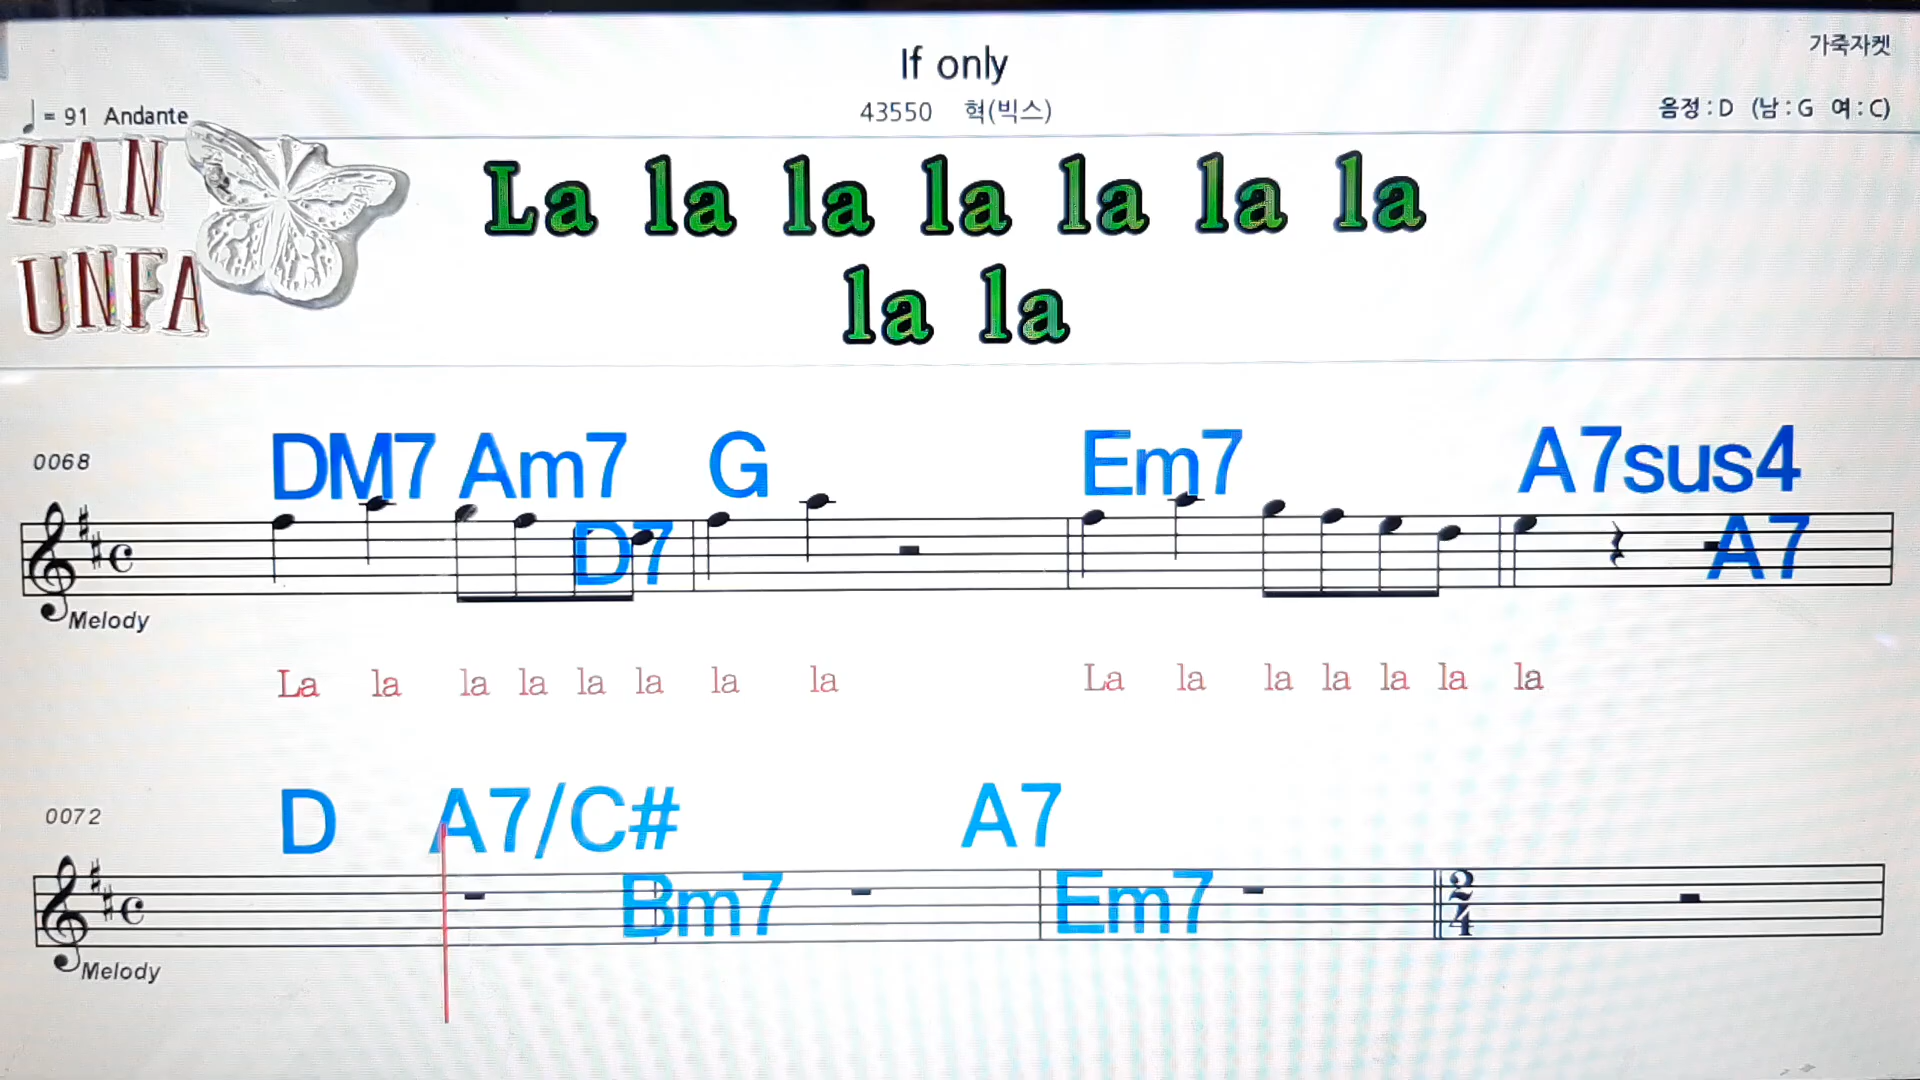 If only
가죽자켓
♩ = 91 Andante
43550 혁(빅스)
음정 : D (남 : G 여 : C)
HAN
UNFA
La la la la la la la
la la
0068
DM7 Am7 G Em7 A7sus4
D7 A7
Melody
La la la la la la la la La la la la la la la
0072
D A7/C# A7
Bm7 Em7
2
4
Melody